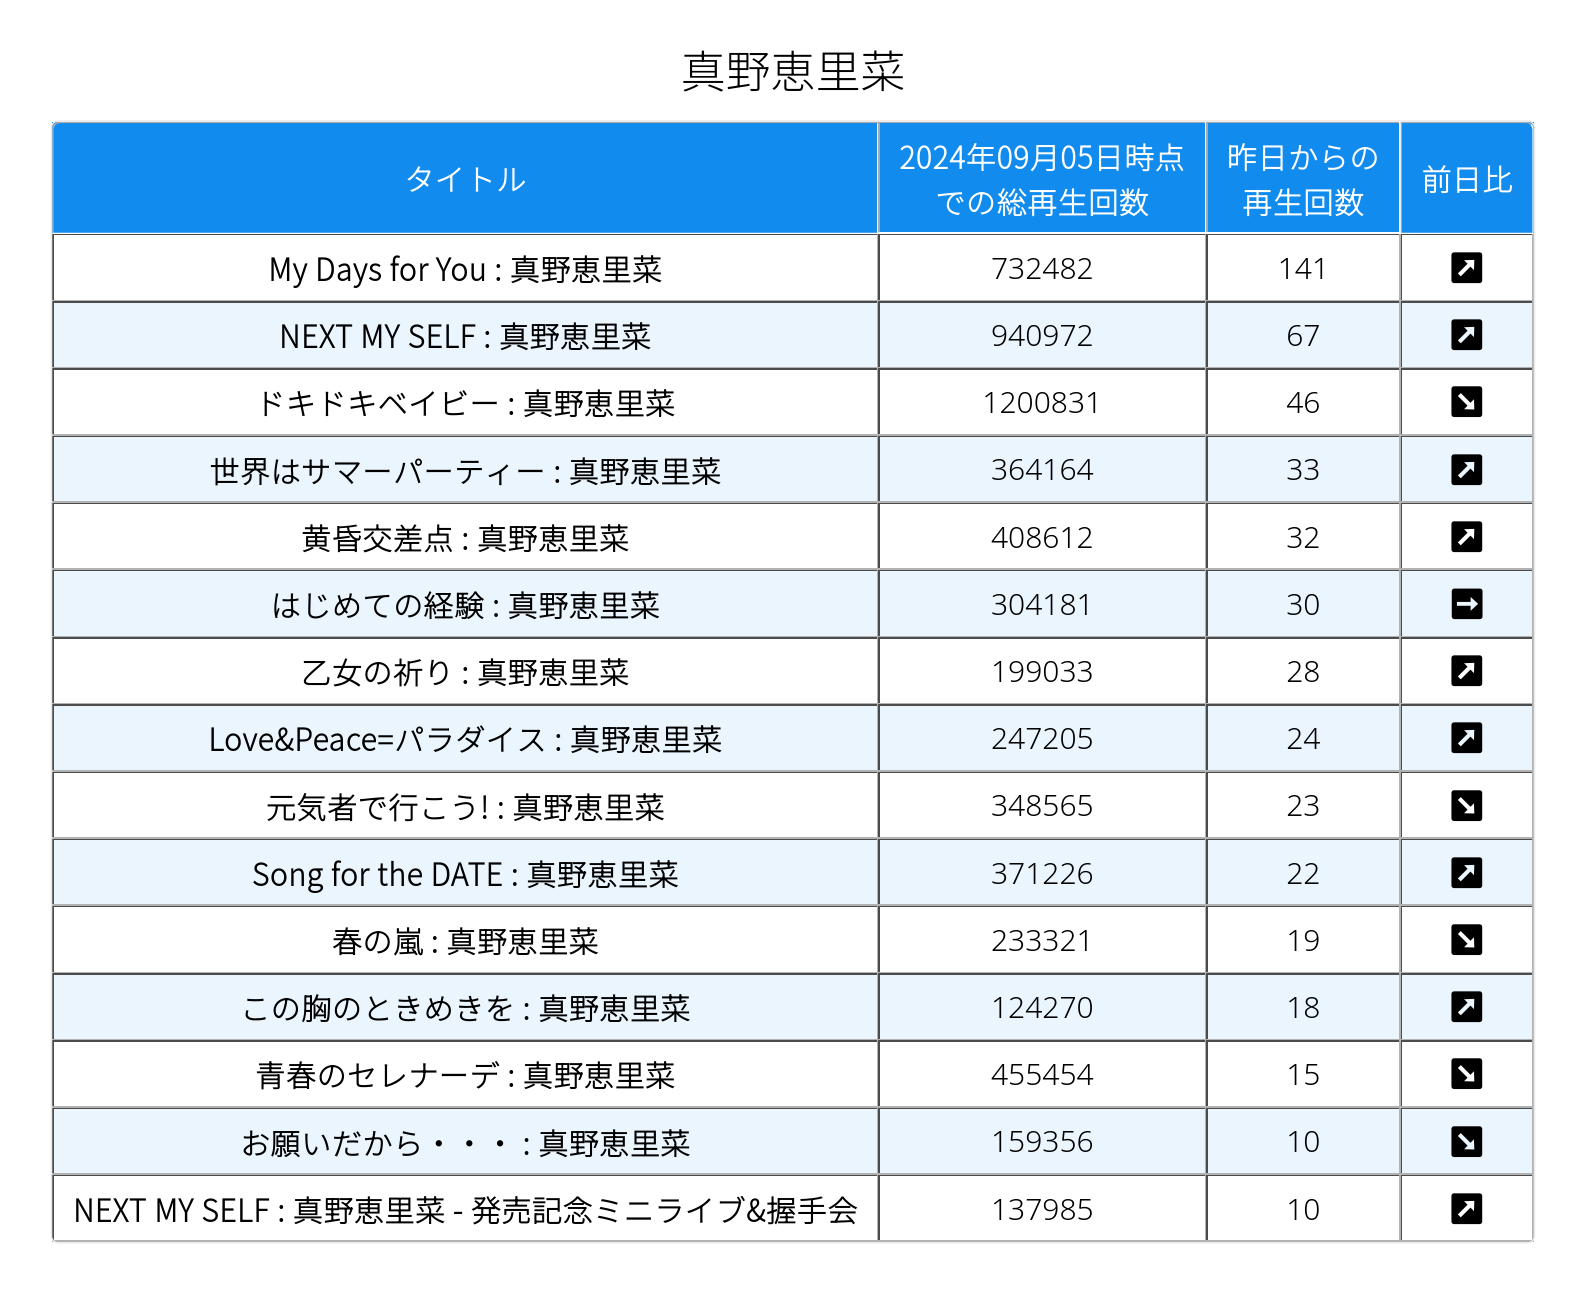 真野恵里菜
タイトル 2024年09月05日時点での総再生回数 昨日からの再生回数 前日比
My Days for You : 真野恵里菜 732482 141 ↗
NEXT MY SELF : 真野恵里菜 940972 67 ↗
ドキドキベイビー : 真野恵里菜 1200831 46 ↘
世界はサマーパーティー : 真野恵里菜 364164 33 ↗
黄昏交差点 : 真野恵里菜 408612 32 ↗
はじめての経験 : 真野恵里菜 304181 30 →
乙女の祈り : 真野恵里菜 199033 28 ↗
Love&Peace=パラダイス : 真野恵里菜 247205 24 ↗
元気者で行こう! : 真野恵里菜 348565 23 ↘
Song for the DATE : 真野恵里菜 371226 22 ↗
春の嵐 : 真野恵里菜 233321 19 ↘
この胸のときめきを : 真野恵里菜 124270 18 ↗
青春のセレナーデ : 真野恵里菜 455454 15 ↘
お願いだから・・・ : 真野恵里菜 159356 10 ↘
NEXT MY SELF : 真野恵里菜 - 発売記念ミニライブ&握手会 137985 10 ↗